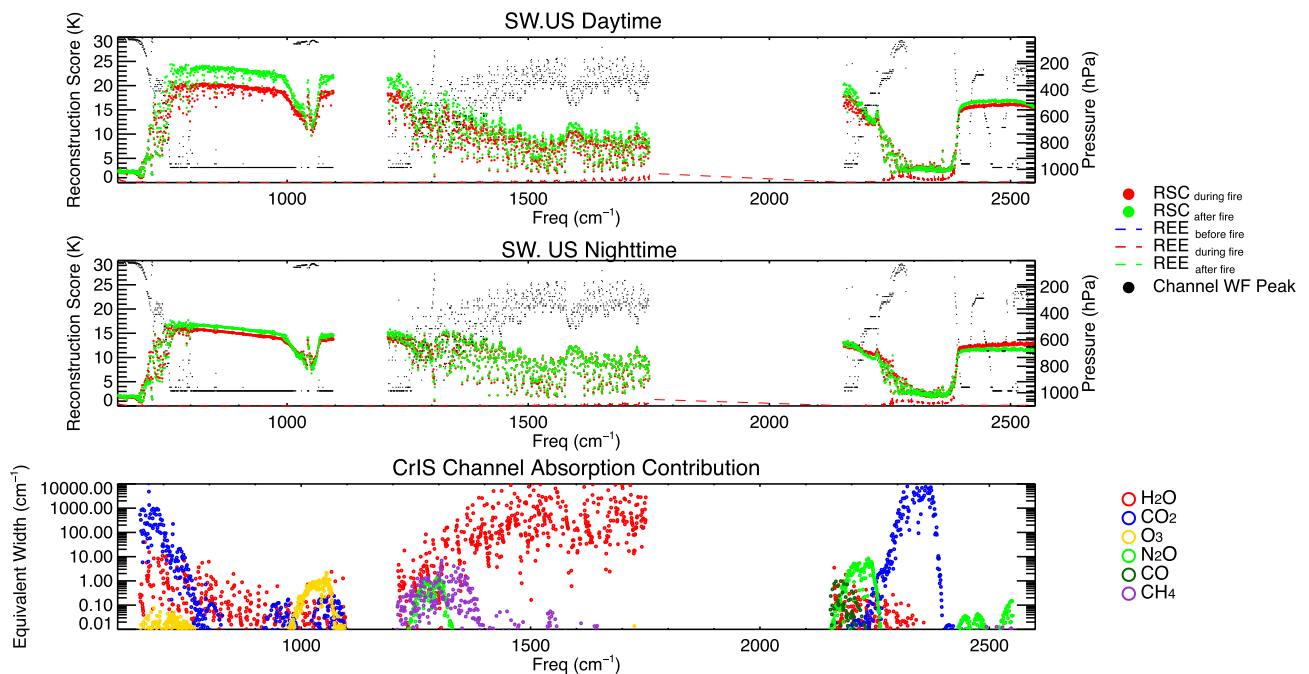 SW.US Daytime
Reconstruction Score (K)
30
25
20
15
10
5
0
200
400
600
800
1000
Pressure (hPa)
1000
1500
2000
2500
Freq (cm⁻¹)
RSC during fire
RSC after fire
REE before fire
REE during fire
REE after fire
Channel WF Peak
SW. US Nighttime
Reconstruction Score (K)
30
25
20
15
10
5
0
200
400
600
800
1000
Pressure (hPa)
1000
1500
2000
2500
Freq (cm⁻¹)
CrIS Channel Absorption Contribution
Equivalent Width (cm⁻¹)
10000.00
1000.00
100.00
10.00
1.00
0.10
0.01
1000
1500
2000
2500
Freq (cm⁻¹)
H₂O
CO₂
O₃
N₂O
CO
CH₄